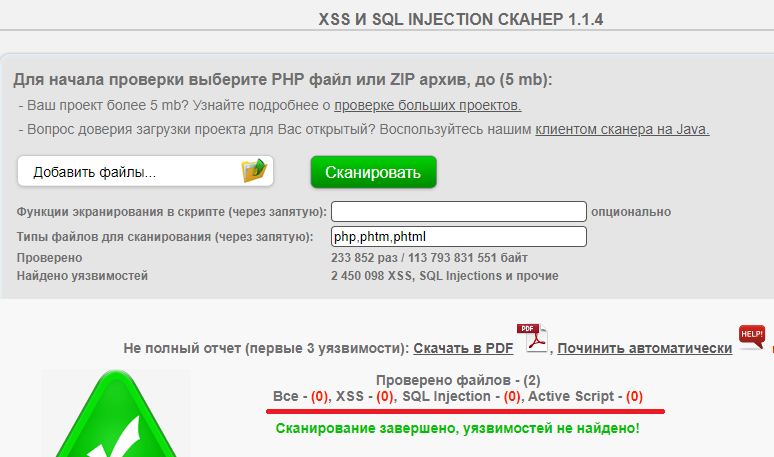 XSS И SQL INJECTION СКАНЕР 1.1.4
Для начала проверки выберите PHP файл или ZIP архив, до (5 mb):
- Ваш проект более 5 mb? Узнайте подробнее о проверке больших проектов.
- Вопрос доверия загрузки проекта для Вас открытый? Воспользуйтесь нашим клиентом сканера на Java.
Добавить файлы... Сканировать
Функции экранирования в скрипте (через запятую): опционально
Типы файлов для сканирования (через запятую): php,phtm,phtml
Проверено 233 852 раз / 113 793 831 551 байт
Найдено уязвимостей 2 450 098 XSS, SQL Injections и прочие
Не полный отчет (первые 3 уязвимости): Скачать в PDF PDF, Починить автоматически HELP!
Проверено файлов - (2)
Все - (0), XSS - (0), SQL Injection - (0), Active Script - (0)
Сканирование завершено, уязвимостей не найдено!